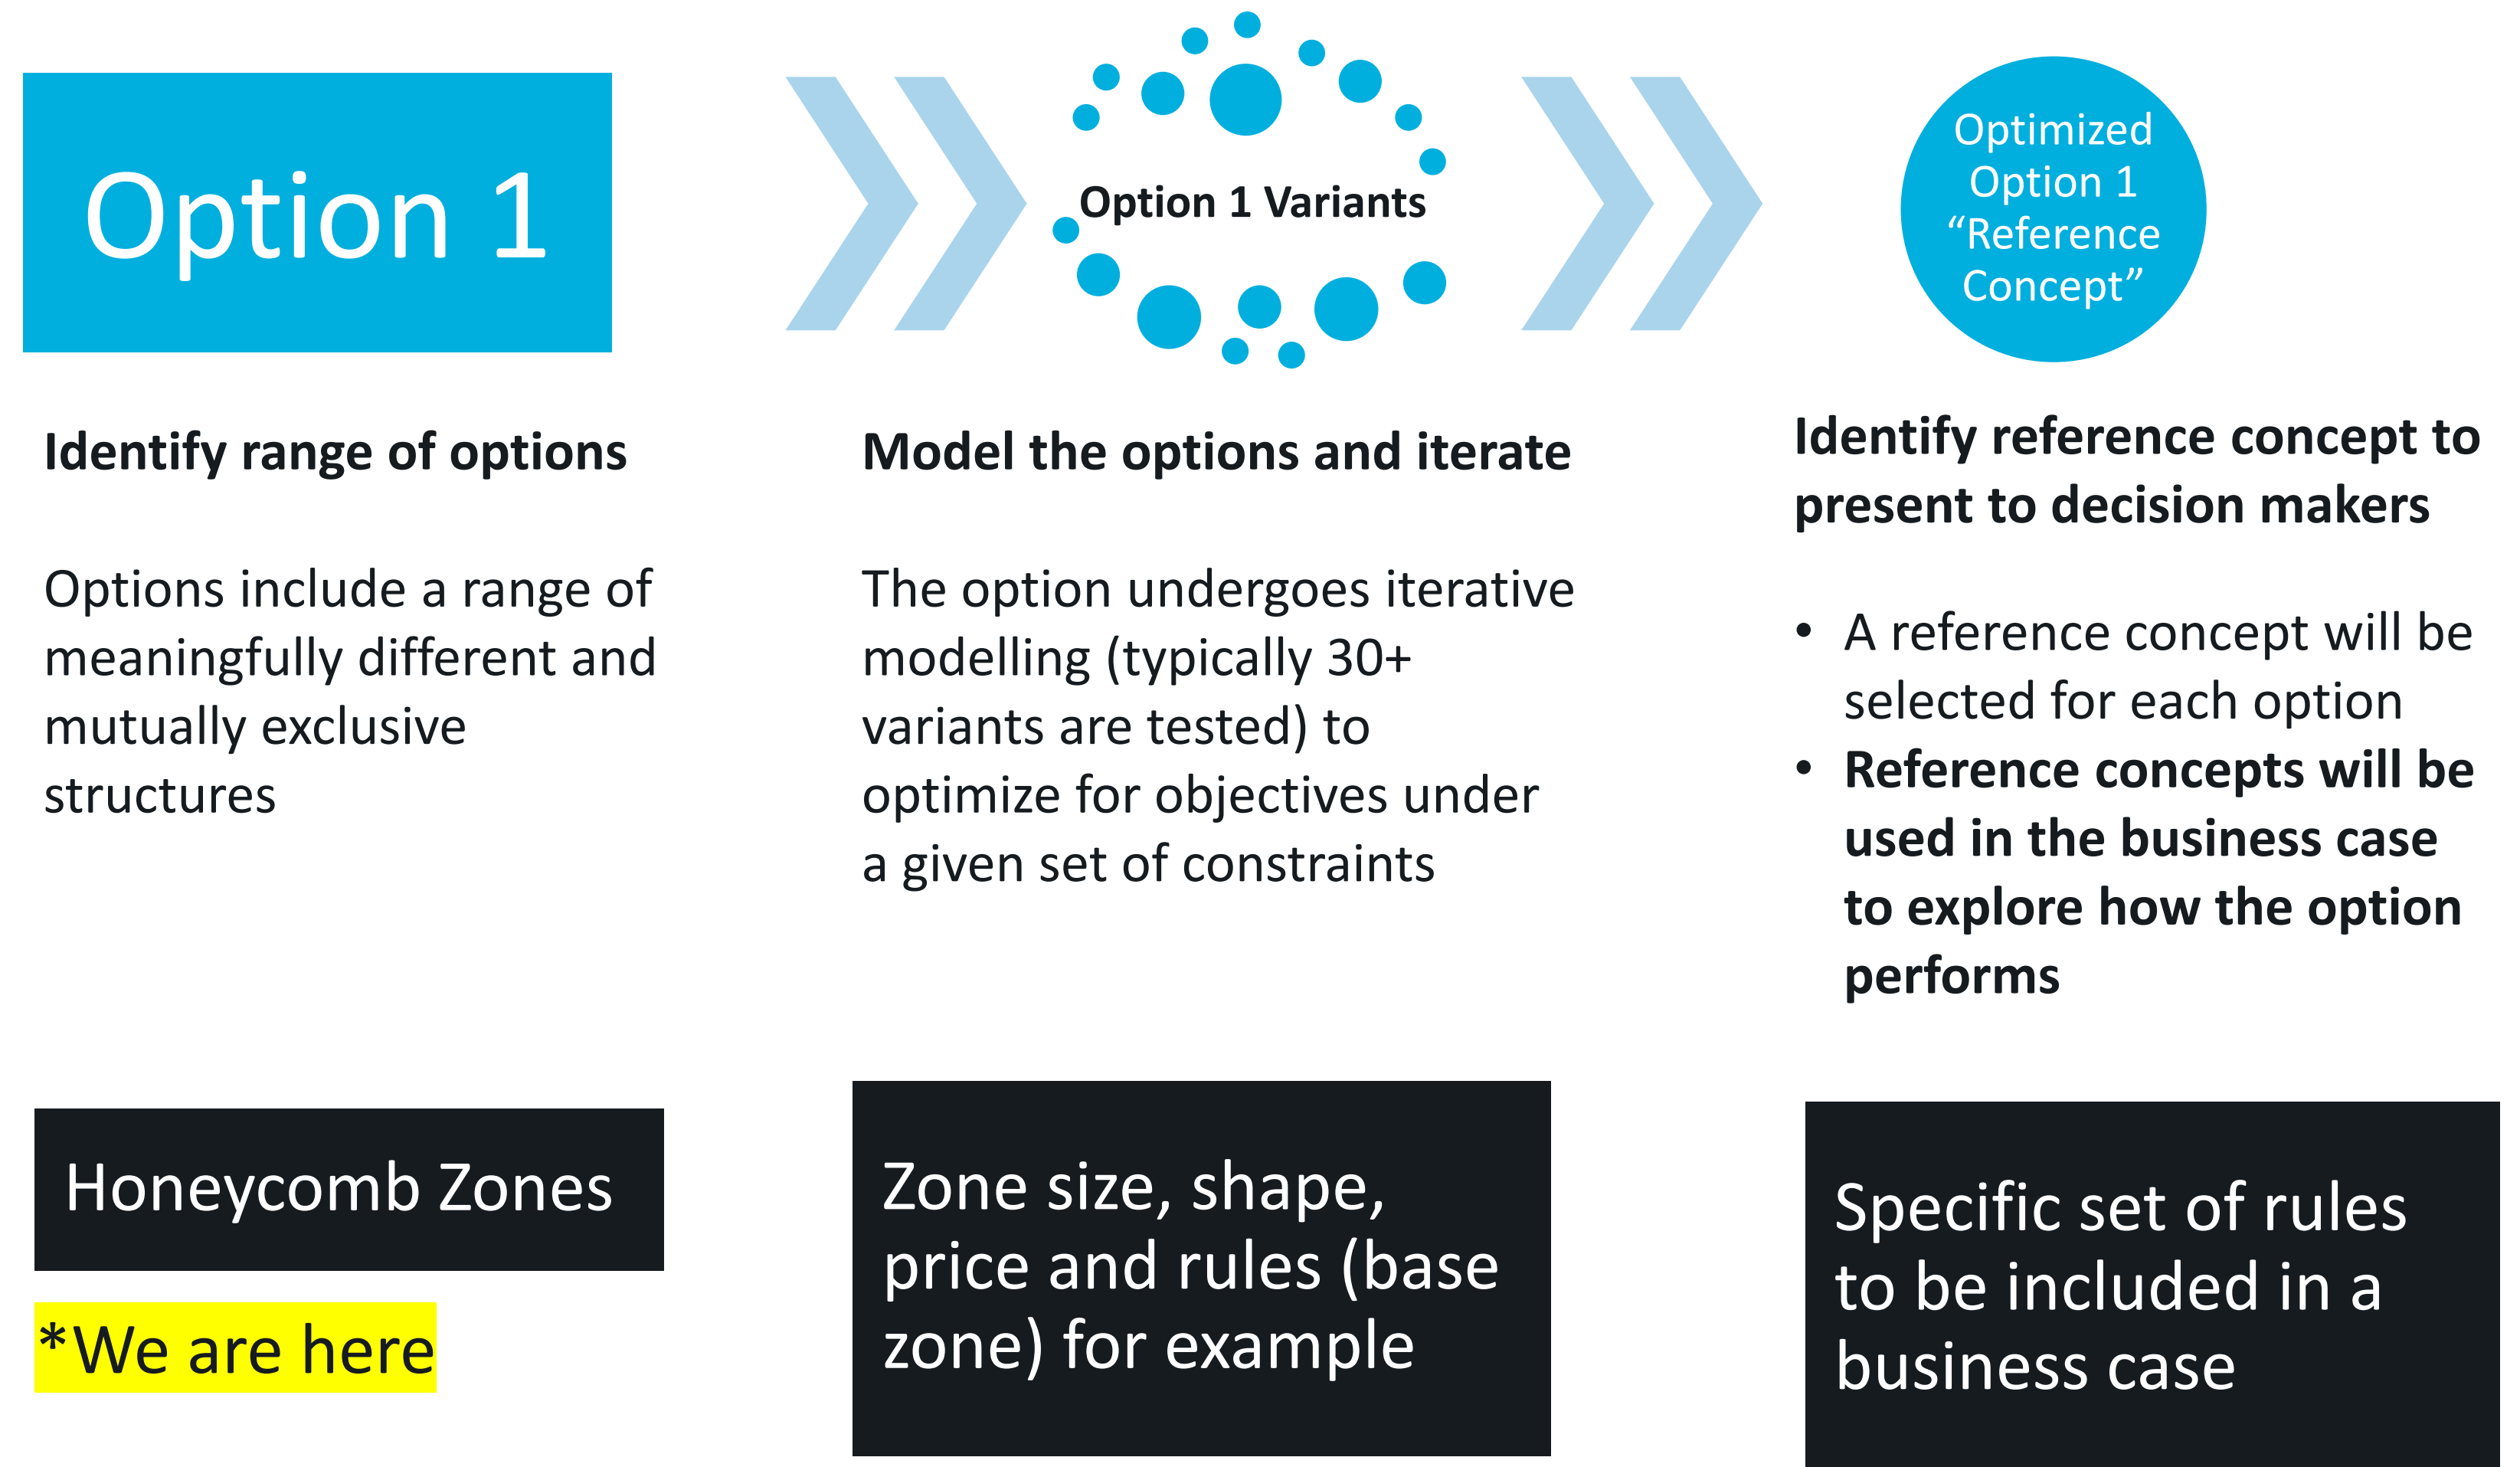 Option 1
Option 1 Variants
Optimized
Option 1
“Reference
Concept”
Identify range of options
Options include a range of
meaningfully different and
mutually exclusive
structures
Model the options and iterate
The option undergoes iterative
modelling (typically 30+
variants are tested) to
optimize for objectives under
a given set of constraints
Identify reference concept to
present to decision makers
• A reference concept will be
selected for each option
• Reference concepts will be
used in the business case
to explore how the option
performs
Honeycomb Zones
*We are here
Zone size, shape,
price and rules (base
zone) for example
Specific set of rules
to be included in a
business case